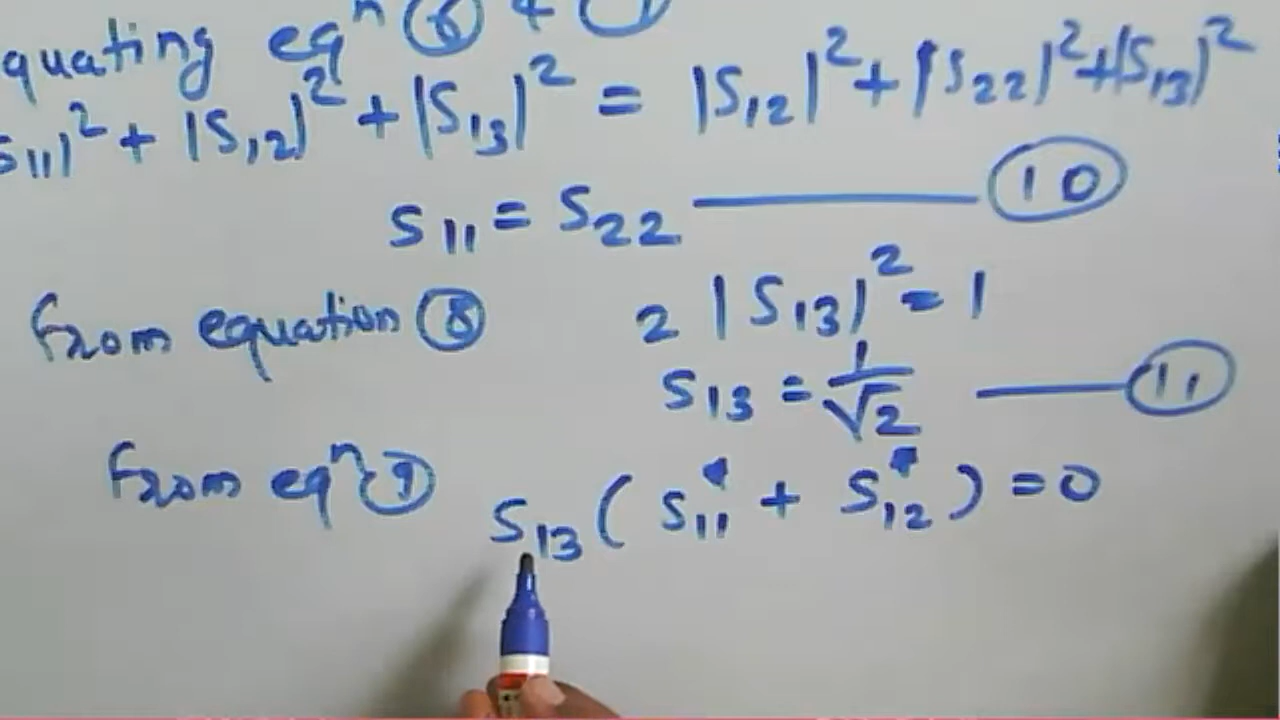 quating eqⁿ ⑥ +
S₁₁|² + |S₁₂|² + |S₁₃|² = |S₁₂|² + |S₂₂|² + |S₁₃|²
S₁₁ = S₂₂ ⑩
from equation ⑧ 2 |S₁₃|² = 1
S₁₃ = 1/√2 ⑪
from eqⁿ ⑨ S₁₃ ( S₁₁* + S₁₂* ) = 0